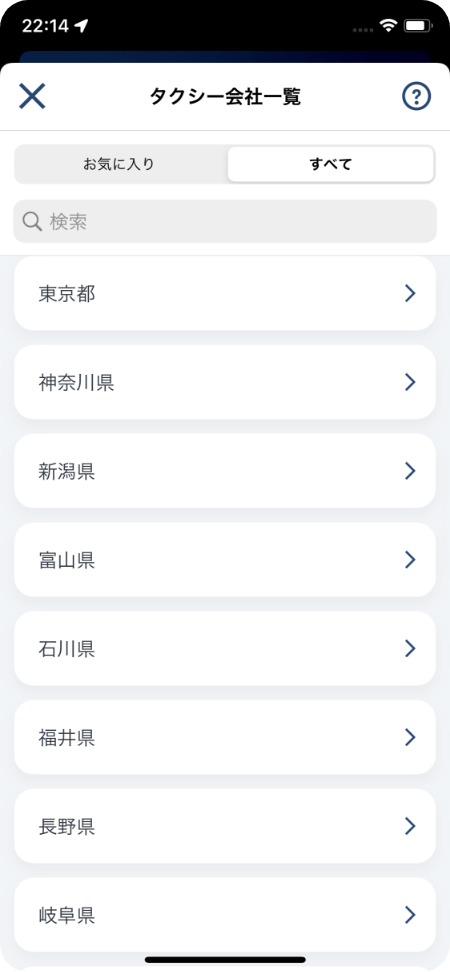 22:14
タクシー会社一覧
お気に入り
すべて
検索
東京都
神奈川県
新潟県
富山県
石川県
福井県
長野県
岐阜県